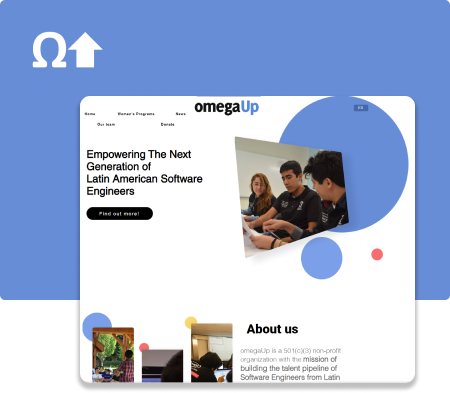 Ω
omegaUp
Home
Women's Programs
News
Our team
Donate
Empowering The Next
Generation of
Latin American Software
Engineers
Find out more!
About us
omegaUp is a 501(c)(3) non-profit
organization with the mission of
building the talent pipeline of
Software Engineers from Latin